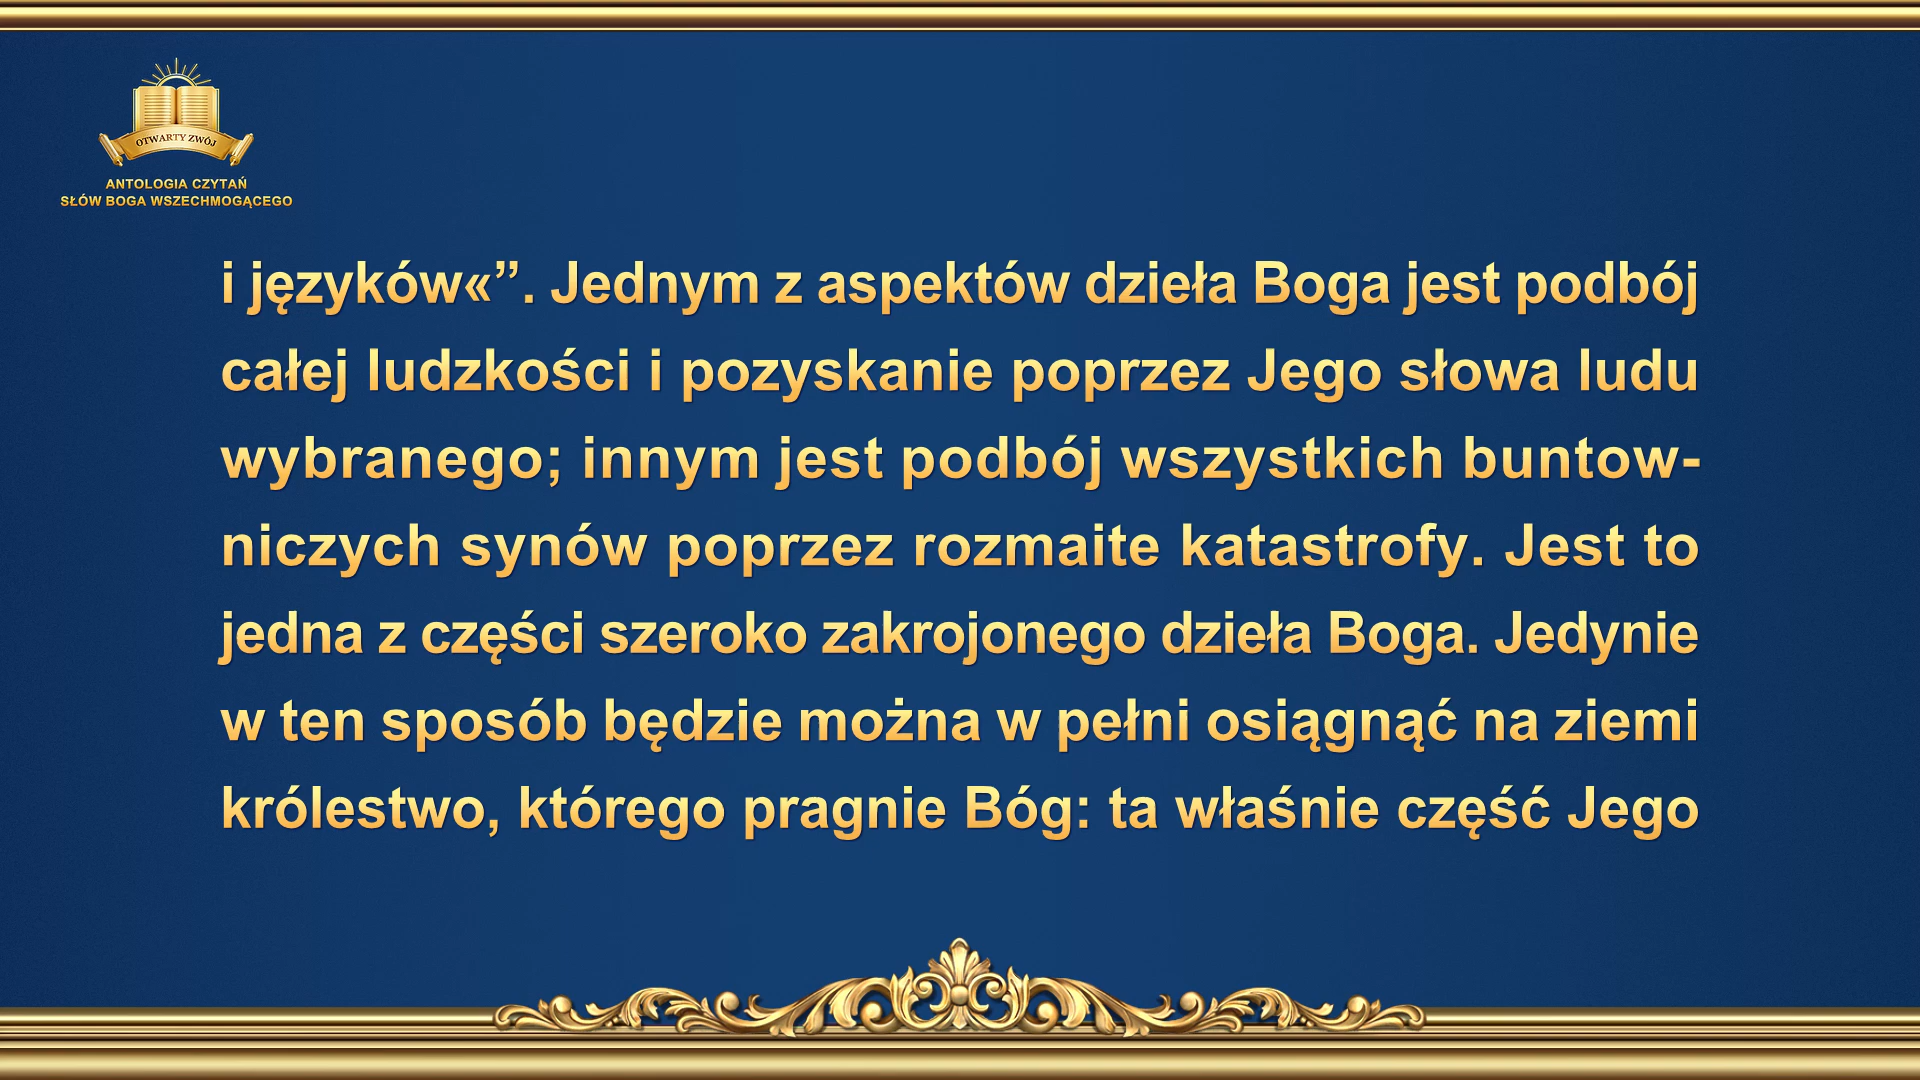 OTWARTY ZWÓJ
ANTOLOGIA CZYTAŃ
SŁÓW BOGA WSZECHMOGĄCEGO
i języków«”. Jednym z aspektów dzieła Boga jest podbój
całej ludzkości i pozyskanie poprzez Jego słowa ludu
wybranego; innym jest podbój wszystkich buntow-
niczych synów poprzez rozmaite katastrofy. Jest to
jedna z części szeroko zakrojonego dzieła Boga. Jedynie
w ten sposób będzie można w pełni osiągnąć na ziemi
królestwo, którego pragnie Bóg: ta właśnie część Jego